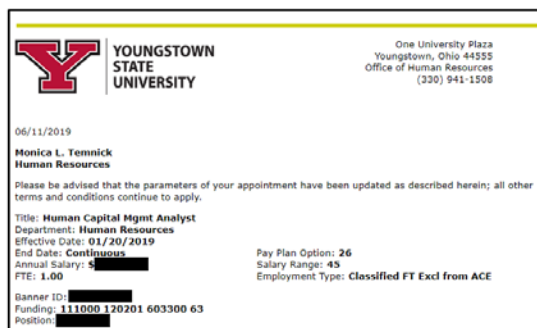 YOUNGSTOWN
STATE
UNIVERSITY
One University Plaza
Youngstown, Ohio 44555
Office of Human Resources
(330) 941-1508
06/11/2019
Monica L. Temnick
Human Resources
Please be advised that the parameters of your appointment have been updated as described herein; all other
terms and conditions continue to apply.
Title: Human Capital Mgmt Analyst
Department: Human Resources
Effective Date: 01/20/2019
End Date: Continuous
Pay Plan Option: 26
Annual Salary: $
Salary Range: 45
FTE: 1.00
Employment Type: Classified FT Excl from ACE
Banner ID:
Funding: 111000 120201 603300 63
Position: